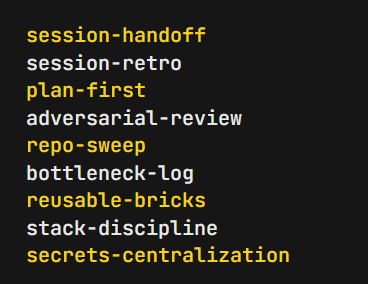 session-handoff
session-retro
plan-first
adversarial-review
repo-sweep
bottleneck-log
reusable-bricks
stack-discipline
secrets-centralization